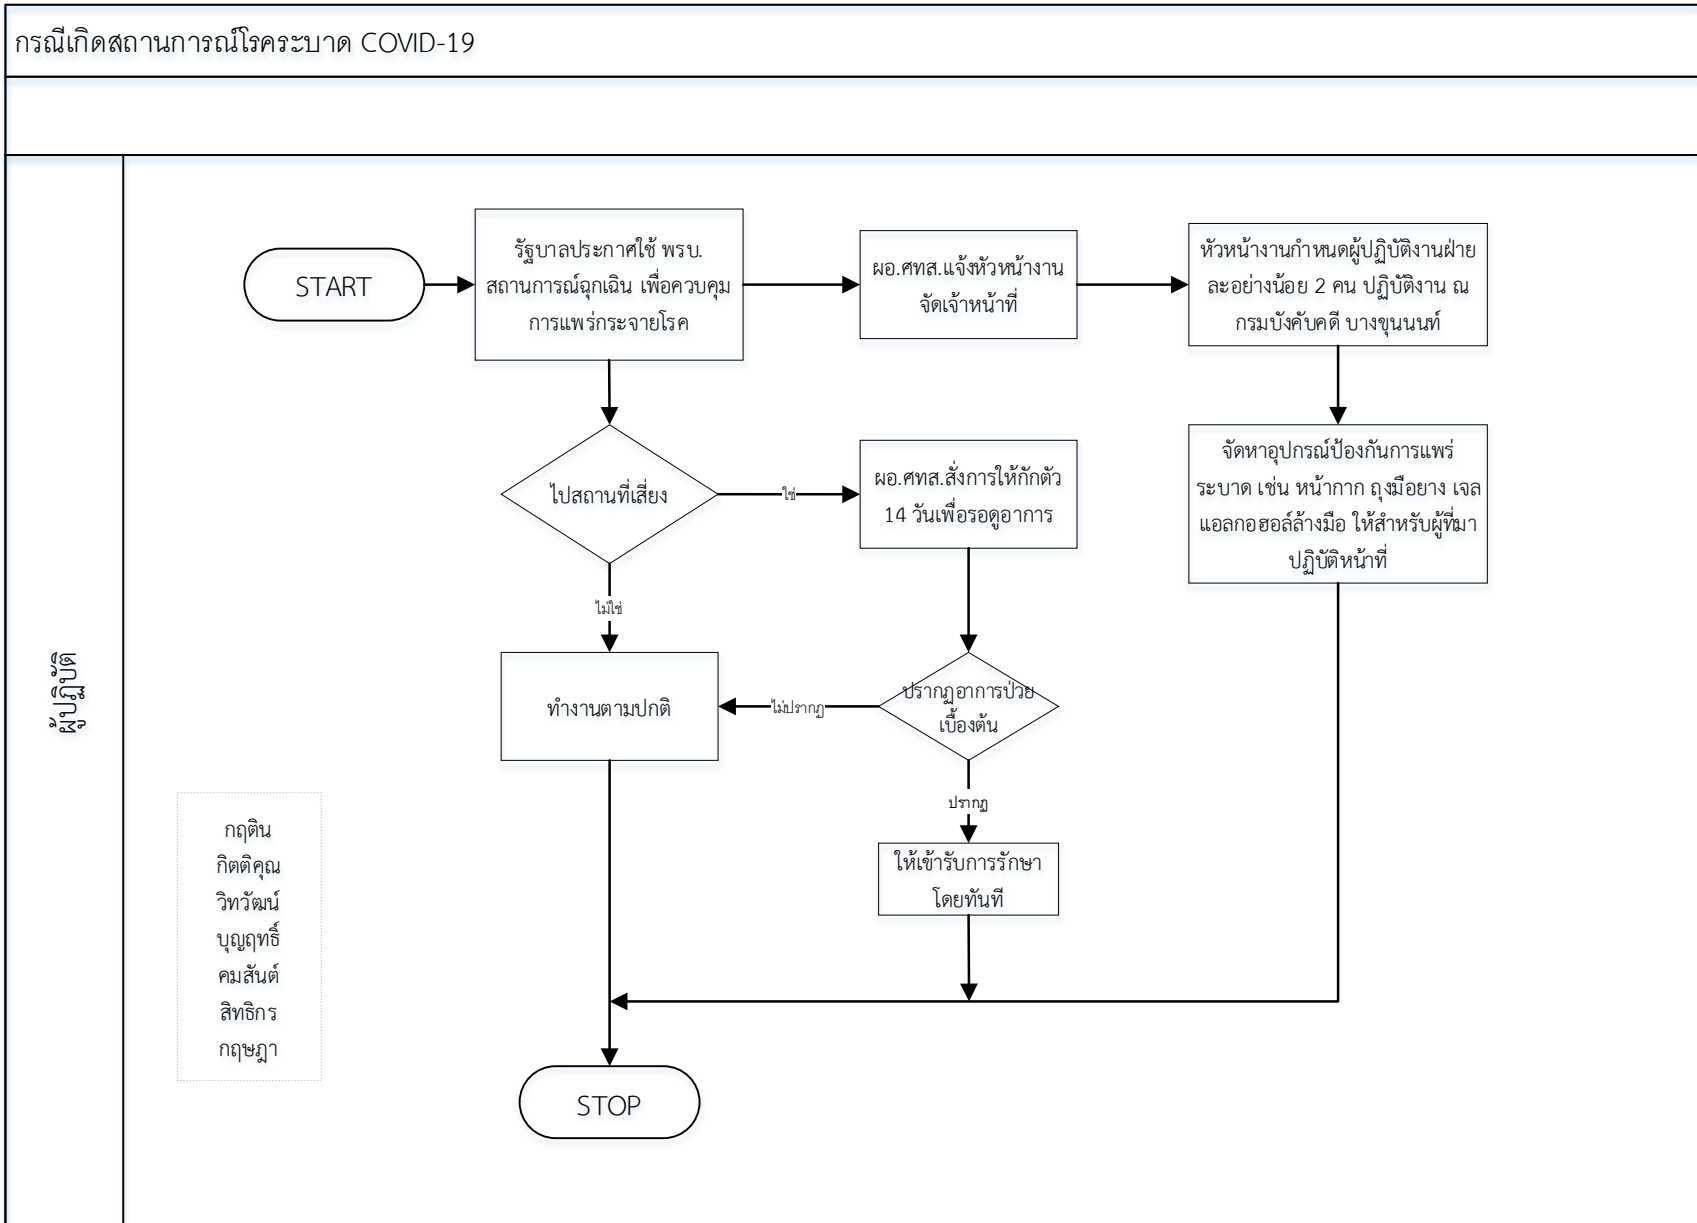 กรณีเกิดสถานการณ์โรคระบาด COVID-19
START
รัฐบาลประกาศใช้ พรบ.
สถานการณ์ฉุกเฉิน เพื่อควบคุม
การแพร่กระจายโรค
ผอ.ศทส.แจ้งหัวหน้างาน
จัดเจ้าหน้าที่
หัวหน้างานกำหนดผู้ปฏิบัติงานฝ่าย
ละอย่างน้อย 2 คน ปฏิบัติงาน ณ
กรมบังคับคดี บางขุนนนท์
ไปสถานที่เสี่ยง
ใช่
ผอ.ศทส.สั่งการให้กักตัว
14 วันเพื่อรอดูอาการ
จัดหาอุปกรณ์ป้องกันการแพร่
ระบาด เช่น หน้ากาก ถุงมือยาง เจล
แอลกอฮอล์ล้างมือ ให้สำหรับผู้ที่มา
ปฏิบัติหน้าที่
ไม่ใช่
ผู้ปฏิบัติ
ทำงานตามปกติ
ไม่ปรากฏ
ปรากฏอาการป่วย
เบื้องต้น
ปรากฏ
ให้เข้ารับการรักษา
โดยทันที
กฤติน
กิตติคุณ
วิทวัฒน์
บุญฤทธิ์
คมสันต์
สิทธิกร
กฤษฎา
STOP